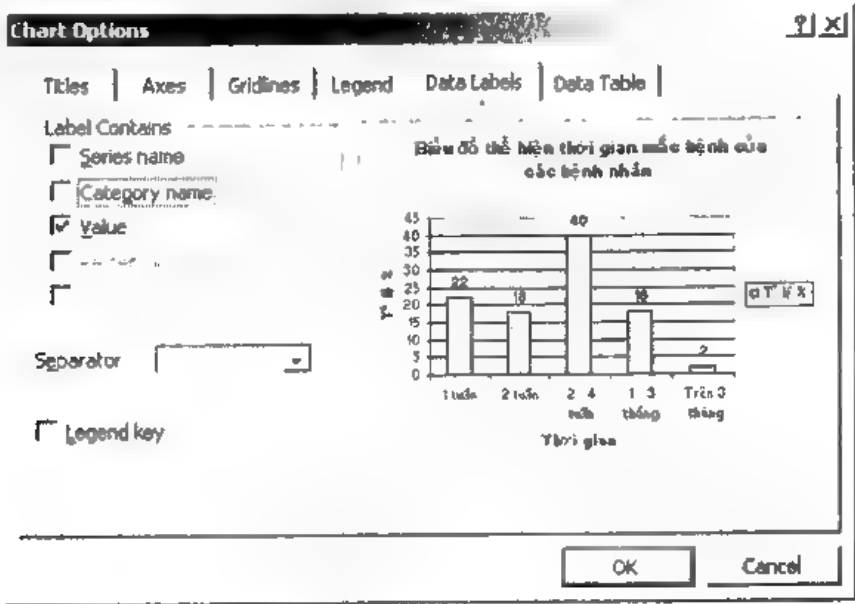 Chart Options
Titles Axes Gridlines Legend Data Labels Data Table
Label Contains
Series name
Category name
Value
Separator
Legend key
Biểu đồ thể hiện thời gian mắc bệnh của
các bệnh nhân
45
40
35
30
25
20
15
10
5
0
22
18
40
18
2
1 tuần 2 tuần 2 4 1 3 Trên 3
tuần tháng tháng
Thời gian
OK Cancel